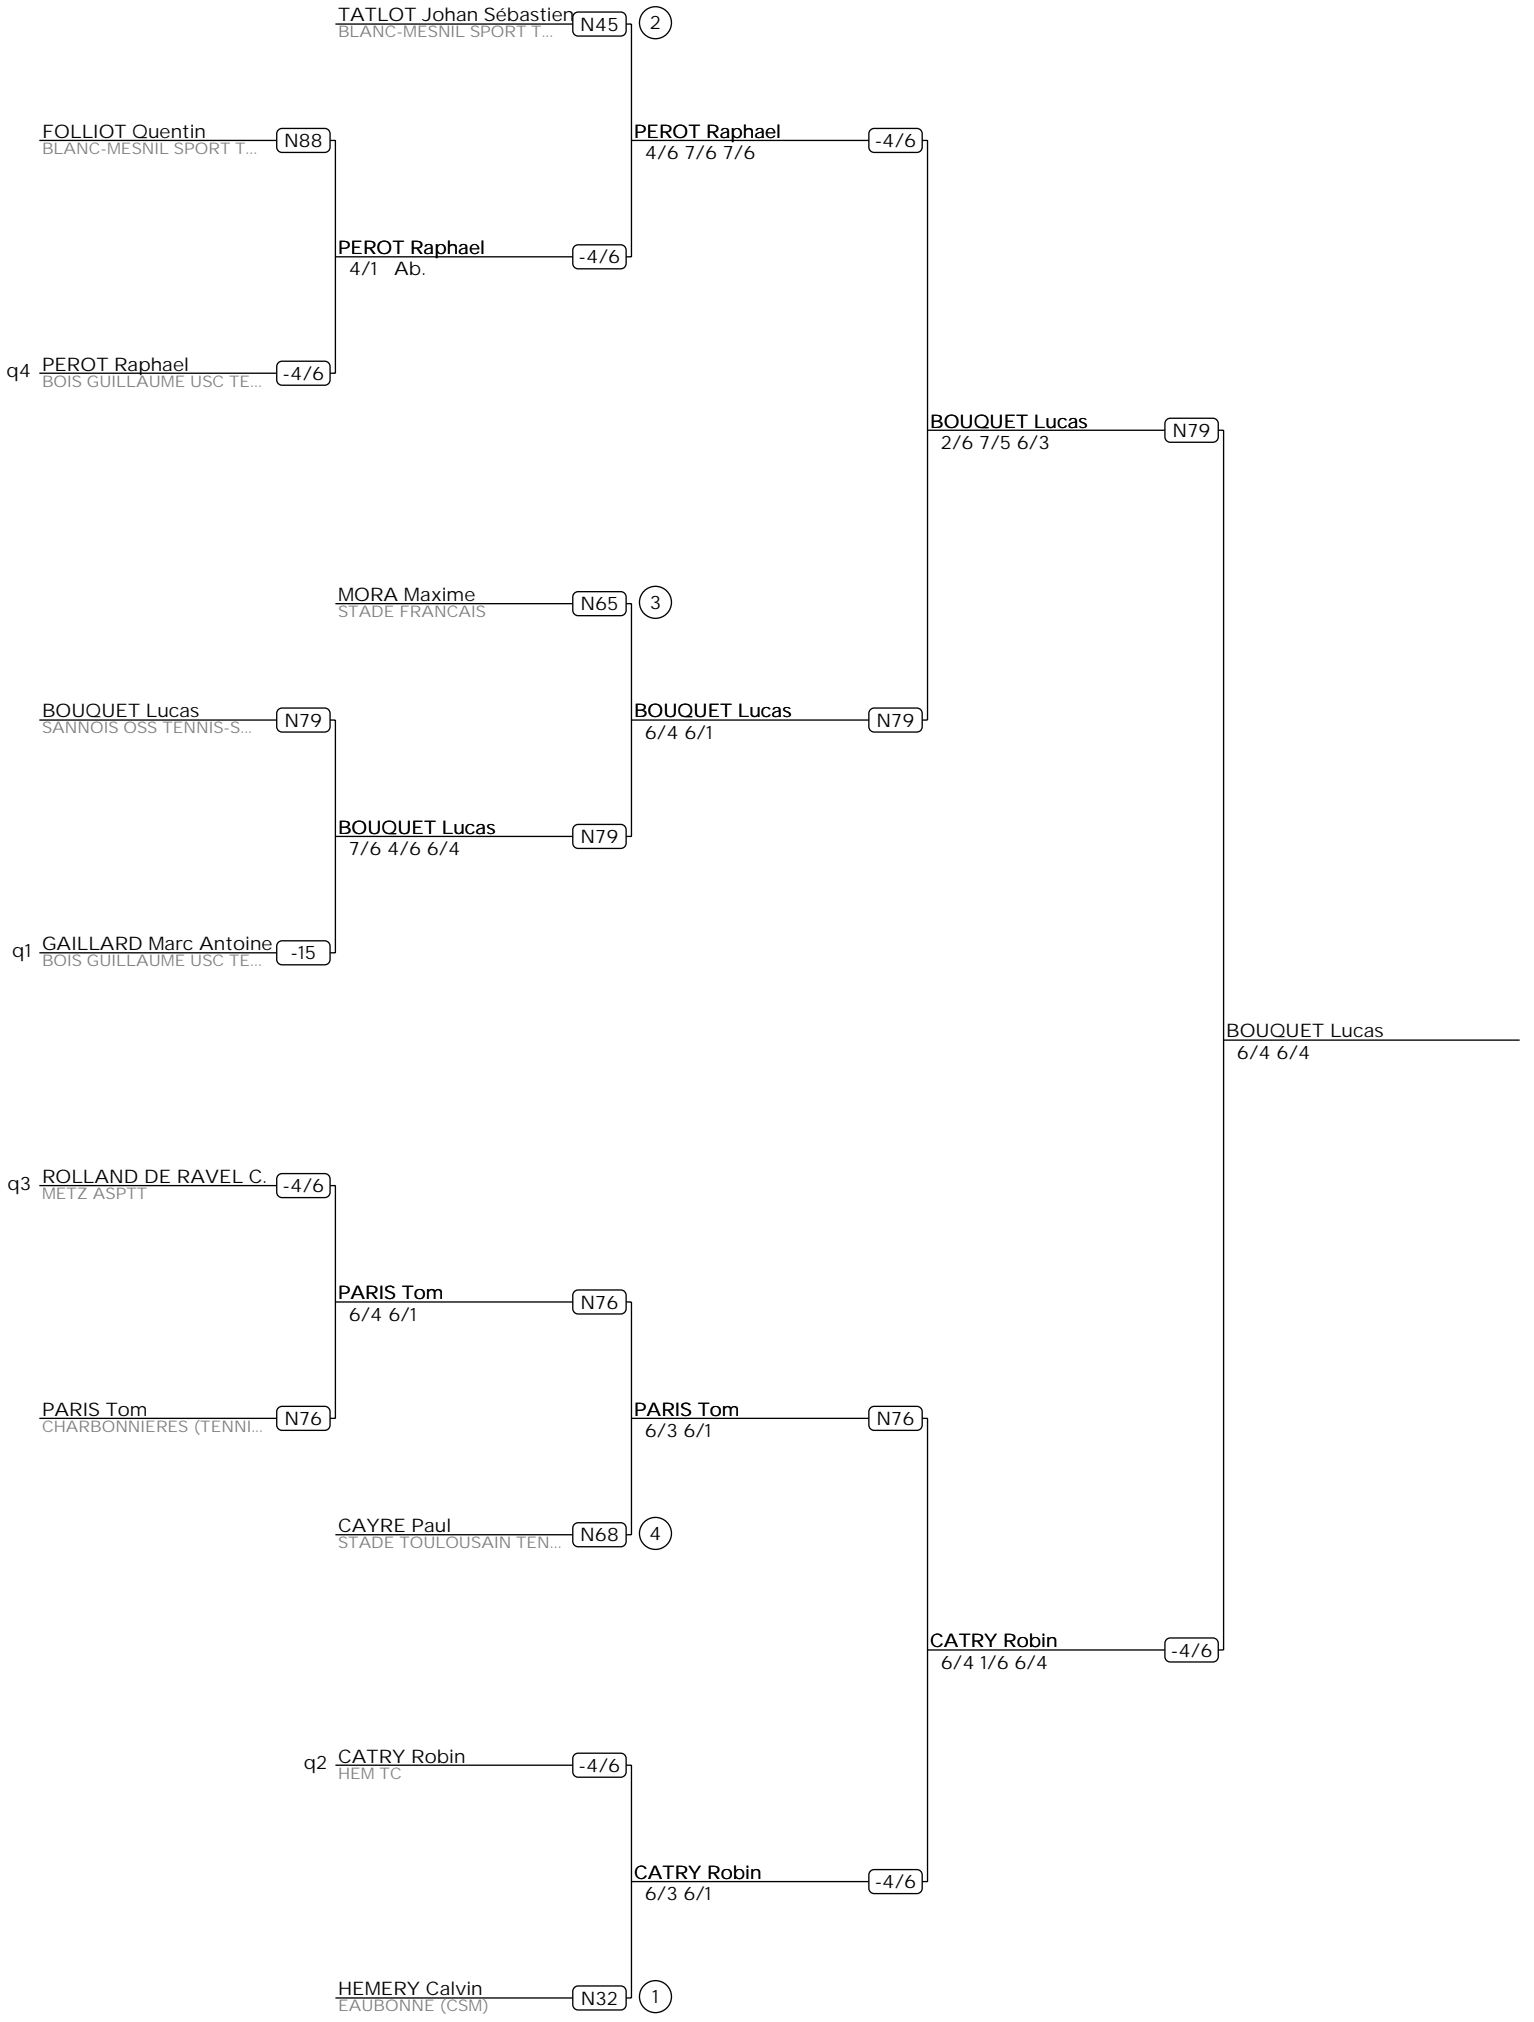 TATLOT Johan Sébastien N45 2
BLANC-MESNIL SPORT T...
FOLLIOT Quentin N88
BLANC-MESNIL SPORT T...
PEROT Raphael -4/6
4/6 7/6 7/6
PEROT Raphael -4/6
4/1 Ab.
q4 PEROT Raphael -4/6
BOIS GUILLAUME USC TE...
BOUQUET Lucas N79
2/6 7/5 6/3
MORA Maxime N65 3
STADE FRANCAIS
BOUQUET Lucas N79
SANNOIS OSS TENNIS-S...
BOUQUET Lucas N79
6/4 6/1
BOUQUET Lucas N79
7/6 4/6 6/4
q1 GAILLARD Marc Antoine -15
BOIS GUILLAUME USC TE...
BOUQUET Lucas
6/4 6/4
q3 ROLLAND DE RAVEL C. -4/6
METZ ASPTT
PARIS Tom N76
6/4 6/1
PARIS Tom N76
CHARBONNIERES (TENNI...
PARIS Tom N76
6/3 6/1
CAYRE Paul N68 4
STADE TOULOUSAIN TEN...
CATRY Robin -4/6
6/4 1/6 6/4
q2 CATRY Robin -4/6
HEM TC
CATRY Robin -4/6
6/3 6/1
HEMERY Calvin N32 1
EAUBONNE (CSM)